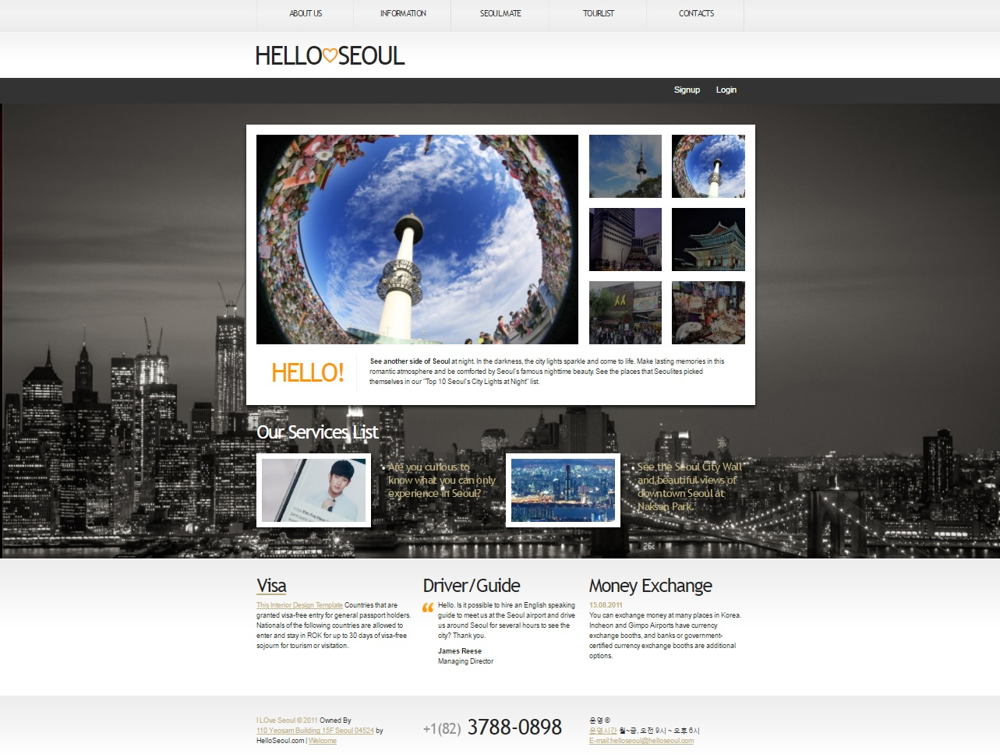 ABOUT US
INFORMATION
SEOULMATE
TOURLIST
CONTACTS
HELLO♡SEOUL
Signup
Login
HELLO!
See another side of Seoul at night. In the darkness, the city lights sparkle and come to life. Make lasting memories in this
romantic atmosphere and be comforted by Seoul's famous nighttime beauty. See the places that Seoulites picked
themselves in our "Top 10 Seoul's City Lights at Night" list.
Our Services List
Are you curious to
know what you can only
experience in Seoul?
See the Seoul City Wall
and beautiful views of
downtown Seoul at
Naksan Park.
Visa
This Interior Design Template Countries that are
granted visa-free entry for general passport holders.
Nationals of the following countries are allowed to
enter and stay in ROK for up to 30 days of visa-free
sojourn for tourism or visitation.
Driver/Guide
“ Hello. Is it possible to hire an English speaking
guide to meet us at the Seoul airport and drive
us around Seoul for several hours to see the
city? Thank you.
James Reese
Managing Director
Money Exchange
15.08.2011
You can exchange money at many places in Korea.
Incheon and Gimpo Airports have currency
exchange booths, and banks or government-
certified currency exchange booths are additional
options.
I LOve Seoul © 2011 Owned By
110 Yeosam Building 15F Seoul 04524 by
HelloSeoul.com | Welcome
+1(82) 3788-0898
운영 ©
운영시간 월~금, 오전 9시 ~ 오후 6시
E-mail:helloseoul@helloseoul.com